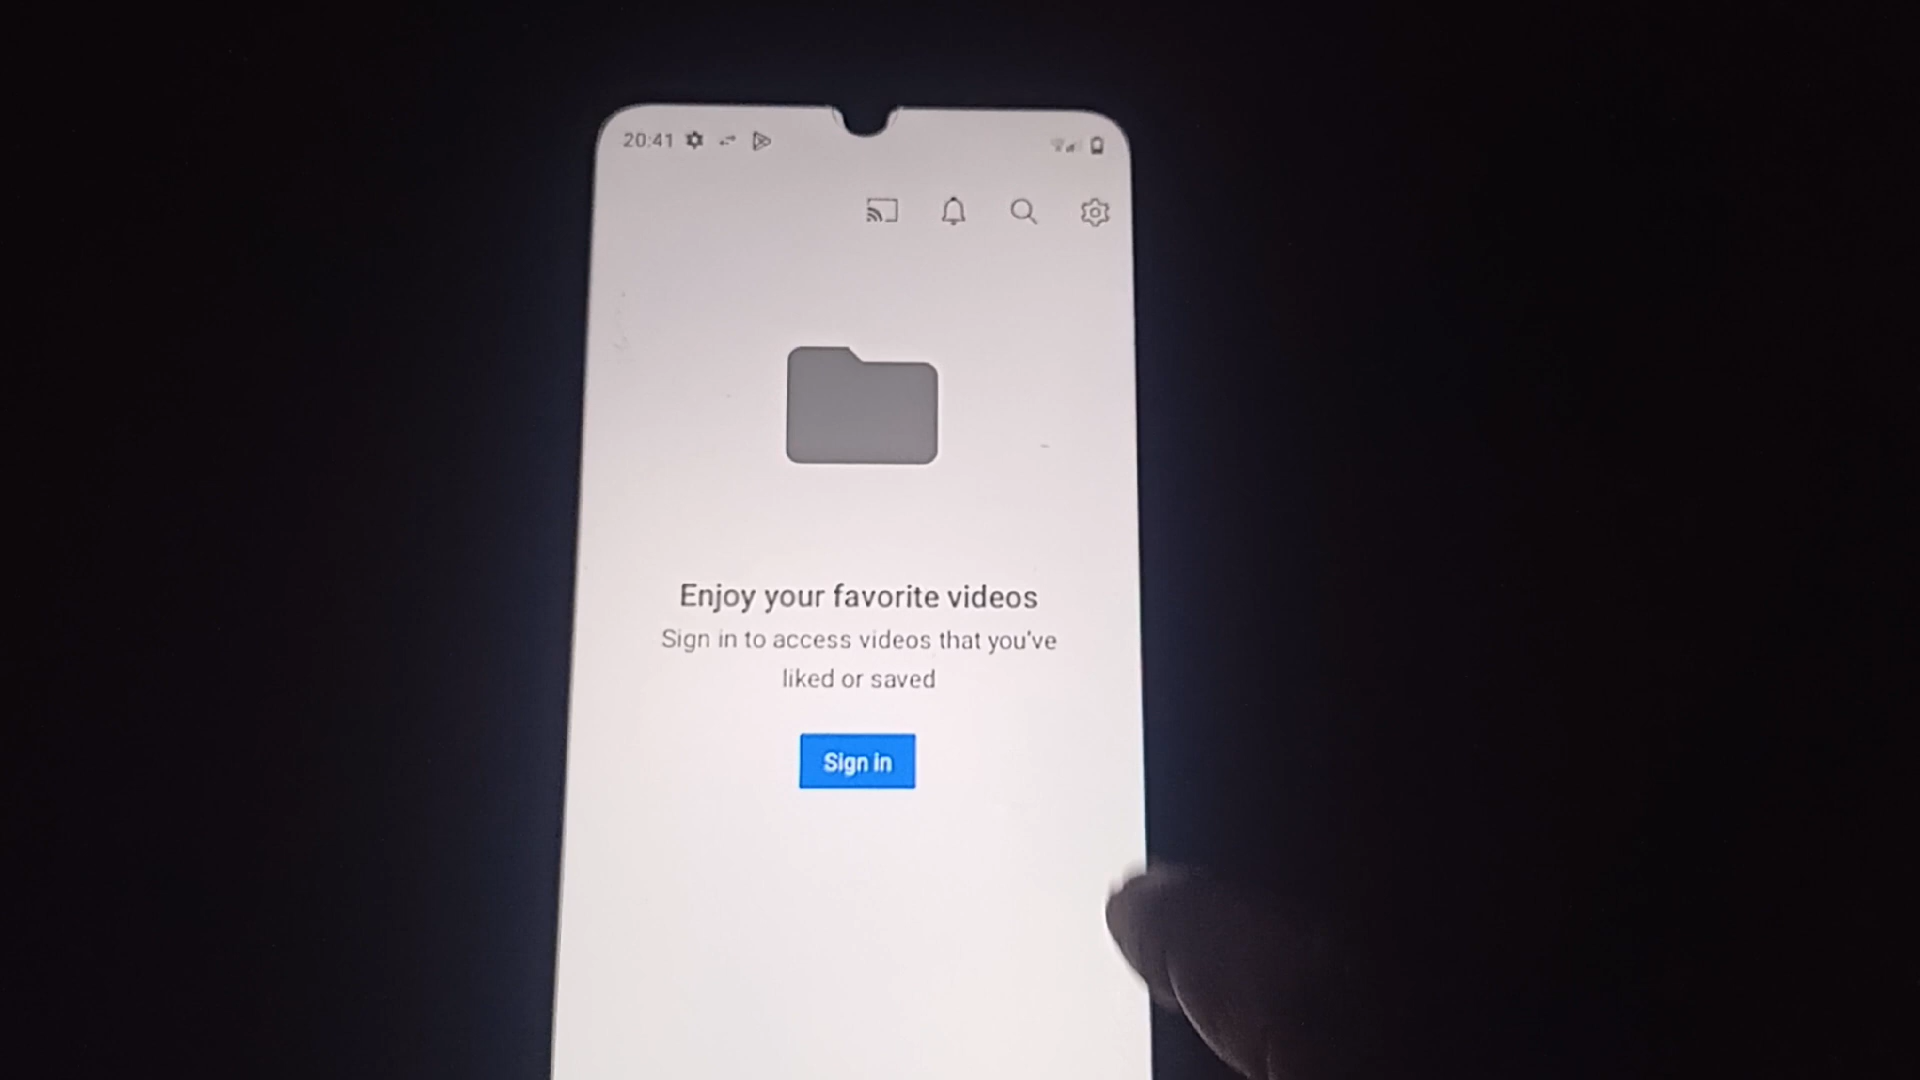 20:41
Enjoy your favorite videos
Sign in to access videos that you've
liked or saved
Sign in